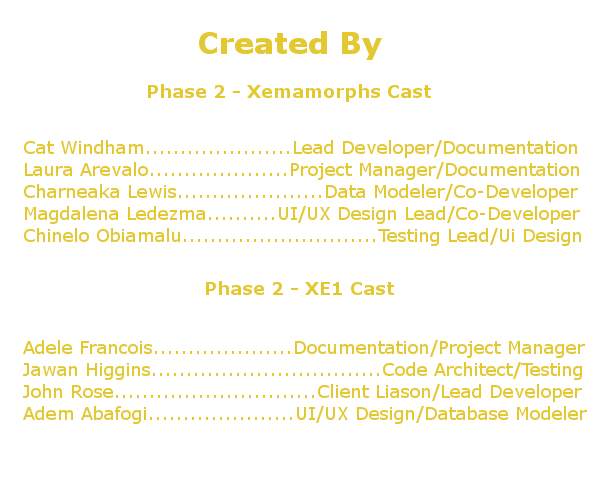 Created By
Phase 2 - Xemamorphs Cast
Cat Windham.....................Lead Developer/Documentation
Laura Arevalo....................Project Manager/Documentation
Charneaka Lewis.....................Data Modeler/Co-Developer
Magdalena Ledezma..........UI/UX Design Lead/Co-Developer
Chinelo Obiamalu............................Testing Lead/Ui Design
Phase 2 - XE1 Cast
Adele Francois....................Documentation/Project Manager
Jawan Higgins.................................Code Architect/Testing
John Rose.............................Client Liason/Lead Developer
Adem Abafogi.....................UI/UX Design/Database Modeler